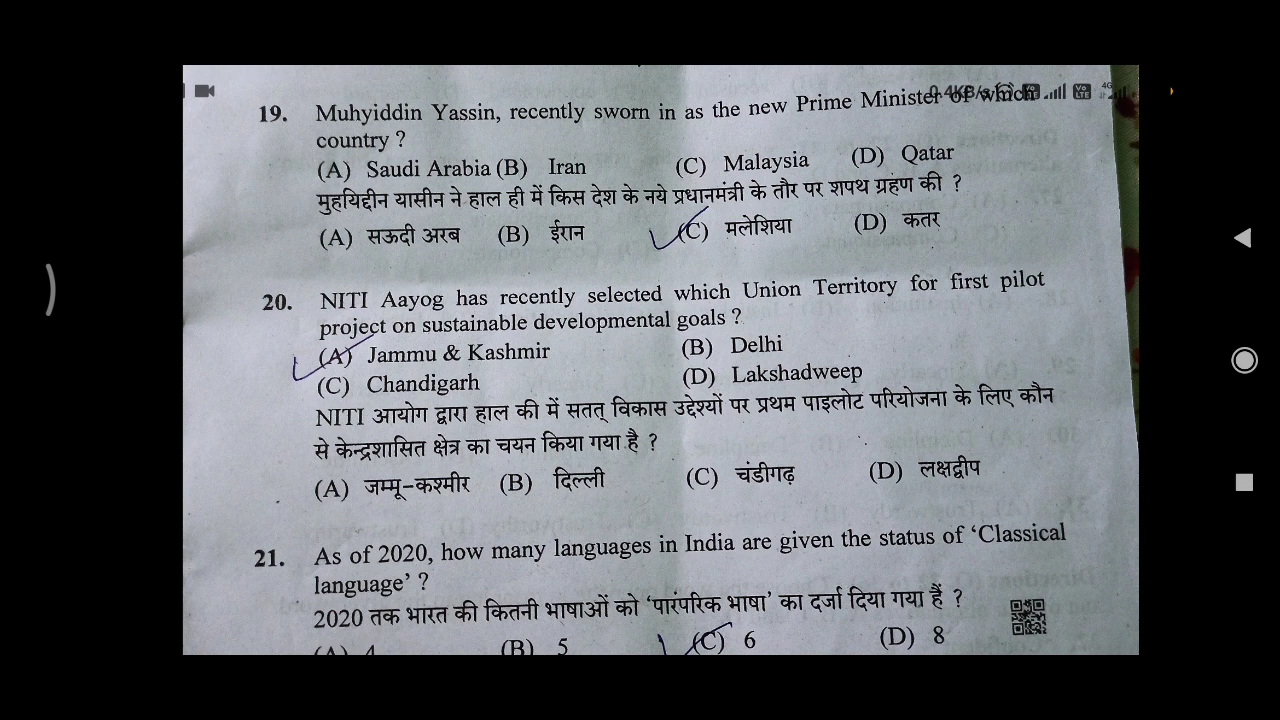 19. Muhyiddin Yassin, recently sworn in as the new Prime Minister of which
country ?
(A) Saudi Arabia (B) Iran (C) Malaysia (D) Qatar
मुहयिद्दीन यासीन ने हाल ही में किस देश के नये प्रधानमंत्री के तौर पर शपथ ग्रहण की ?
(A) सऊदी अरब (B) ईरान (C) मलेशिया (D) कतर
20. NITI Aayog has recently selected which Union Territory for first pilot
project on sustainable developmental goals ?
(A) Jammu & Kashmir (B) Delhi
(C) Chandigarh (D) Lakshadweep
NITI आयोग द्वारा हाल की में सतत् विकास उद्देश्यों पर प्रथम पाइलोट परियोजना के लिए कौन
से केन्द्रशासित क्षेत्र का चयन किया गया है ?
(A) जम्मू-कश्मीर (B) दिल्ली (C) चंडीगढ़ (D) लक्षद्वीप
21. As of 2020, how many languages in India are given the status of ‘Classical
language’ ?
2020 तक भारत की कितनी भाषाओं को ‘पारंपरिक भाषा’ का दर्जा दिया गया हैं ?
(A) 4 (B) 5 (C) 6 (D) 8